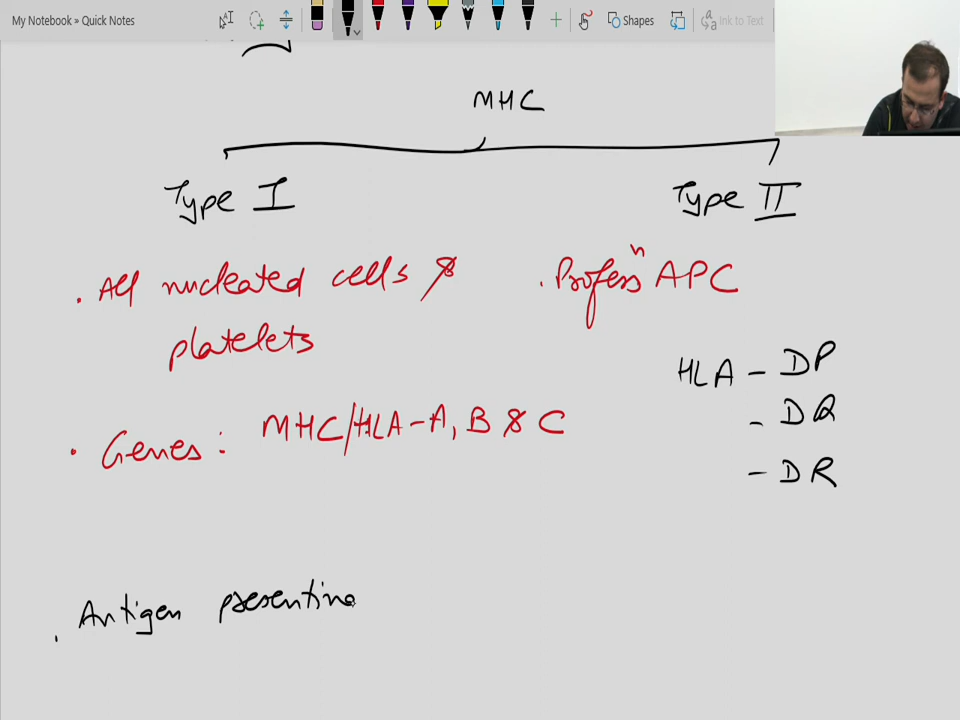 My Notebook » Quick Notes
Shapes
Ink to Text
MHC
Type I
Type II
. All nucleated cells &
platelets
. Professn APC
HLA - DP
- DQ
- DR
. Genes : MHC/HLA-A, B & C
. Antigen presenting